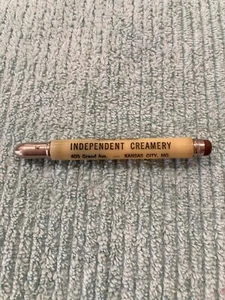 INDEPENDENT CREAMERY
805 Grand Ave. KANSAS CITY, MO.